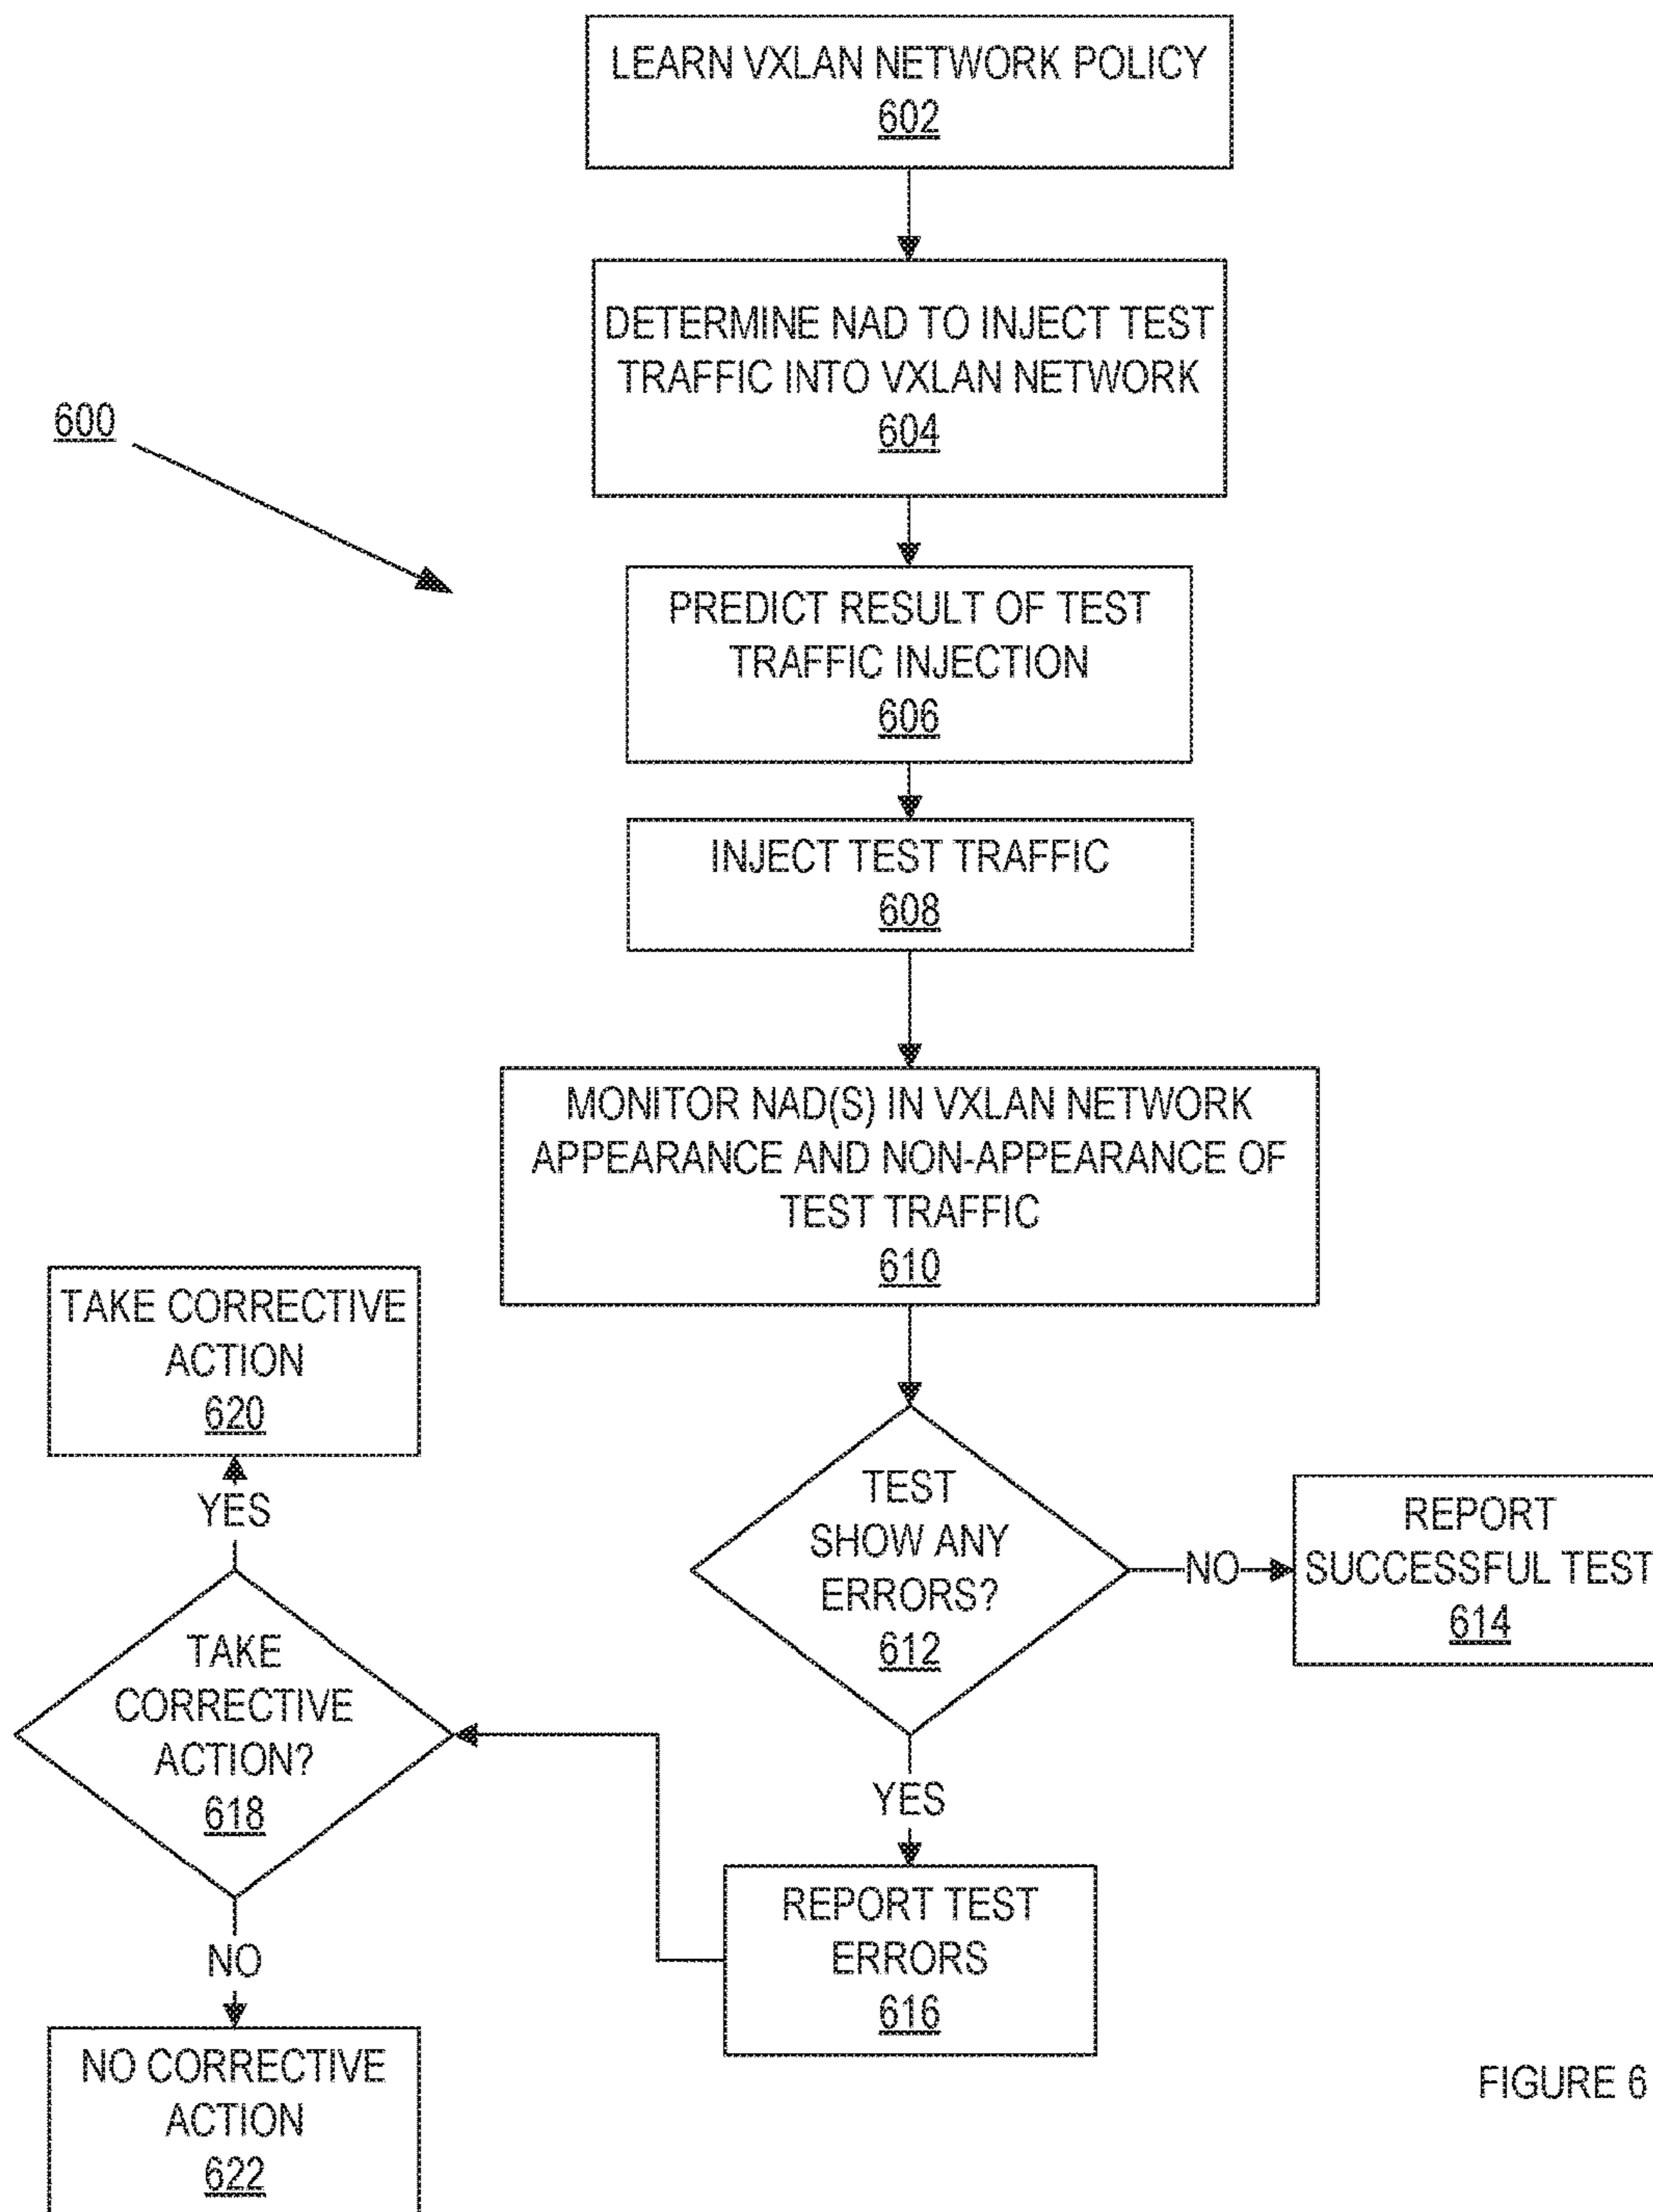 LEARN VXLAN NETWORK POLICY
602
DETERMINE NAD TO INJECT TEST
TRAFFIC INTO VXLAN NETWORK
604
600
PREDICT RESULT OF TEST
TRAFFIC INJECTION
606
INJECT TEST TRAFFIC
608
MONITOR NAD(S) IN VXLAN NETWORK
APPEARANCE AND NON-APPEARANCE OF
TEST TRAFFIC
610
TEST
SHOW ANY
ERRORS?
612
NO
REPORT
SUCCESSFUL TEST
614
YES
REPORT TEST
ERRORS
616
TAKE
CORRECTIVE
ACTION?
618
YES
TAKE CORRECTIVE
ACTION
620
NO
NO CORRECTIVE
ACTION
622
FIGURE 6